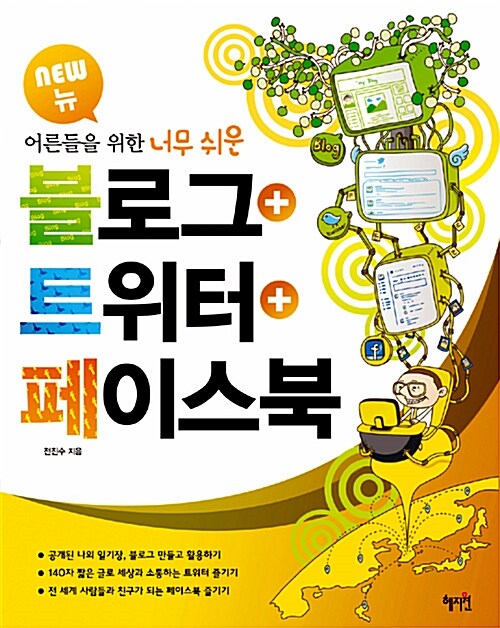 NEW
뉴
어른들을 위한 너무 쉬운
블로그+
트위터+
페이스북
전진수 지음
My Blog
Blog
공개된 나의 일기장, 블로그 만들고 활용하기
140자 짧은 글로 세상과 소통하는 트위터 즐기기
전 세계 사람들과 친구가 되는 페이스북 즐기기
혜지원